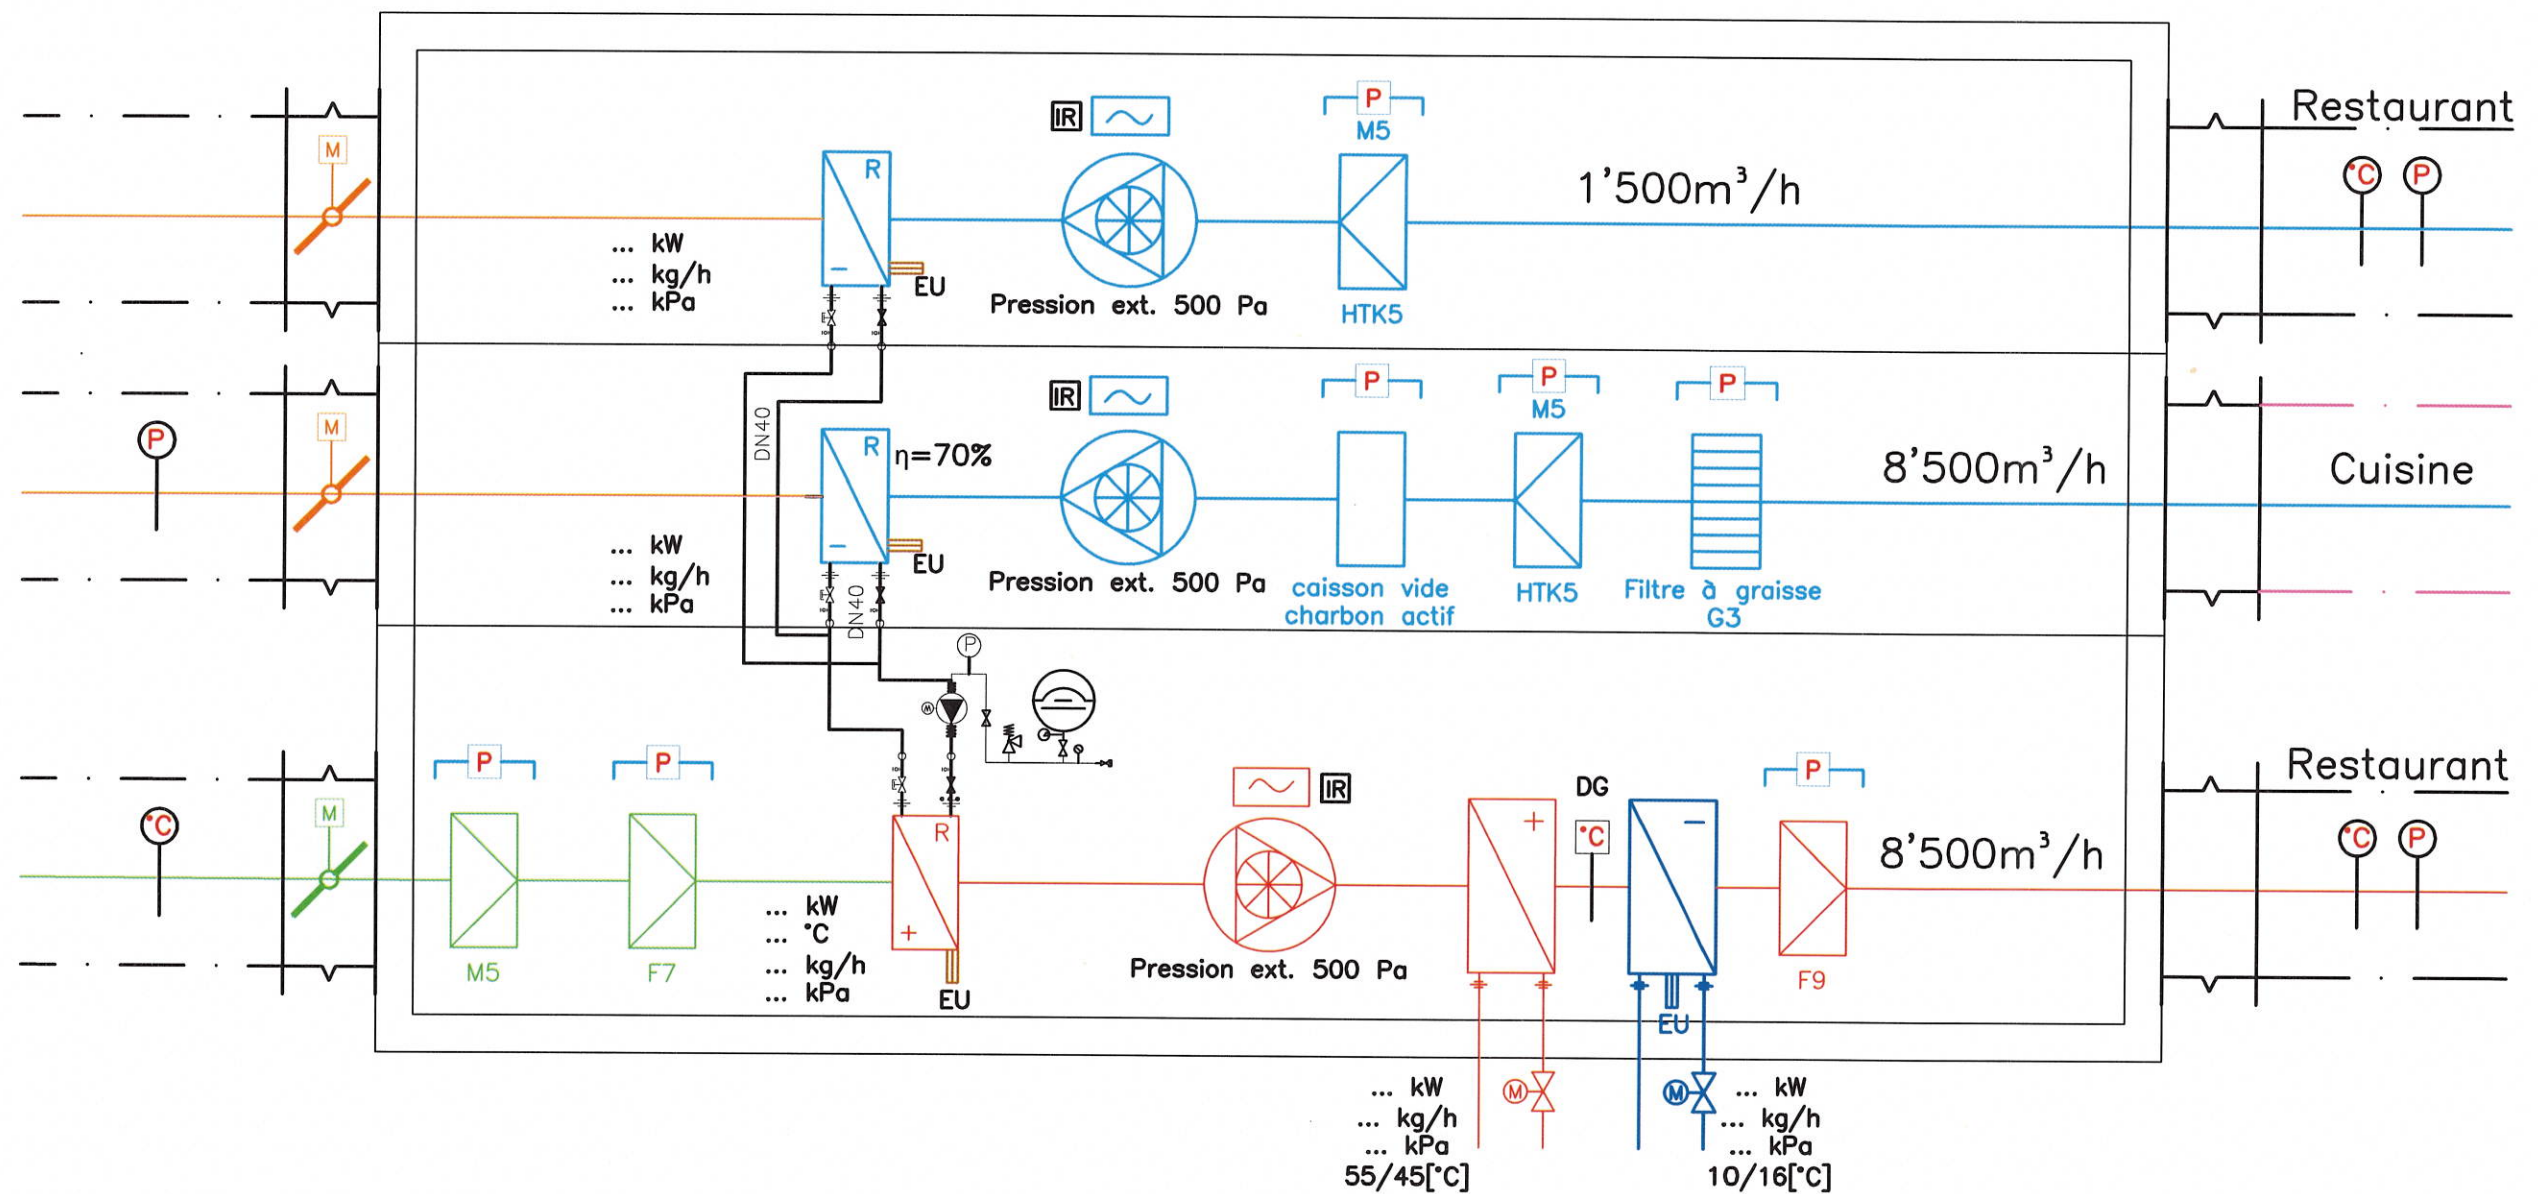 Restaurant
P
M5
IR
M
R
°C
P
1'500m³/h
... kW
... kg/h
... kPa
EU
Pression ext. 500 Pa
HTK5
P
P
P
IR
M5
M
P
DN40
R
η=70%
8'500m³/h
Cuisine
... kW
... kg/h
... kPa
EU
Pression ext. 500 Pa
caisson vide
charbon actif
HTK5
Filtre à graisse
G3
DN40
P
M
P
P
P
Restaurant
IR
DG
°C
M
R
+
°C
8'500m³/h
°C
P
... kW
... °C
... kg/h
... kPa
+
M5
F7
EU
Pression ext. 500 Pa
F9
EU
... kW
... kg/h
... kPa
55/45[°C]
M
M
... kW
... kg/h
... kPa
10/16[°C]